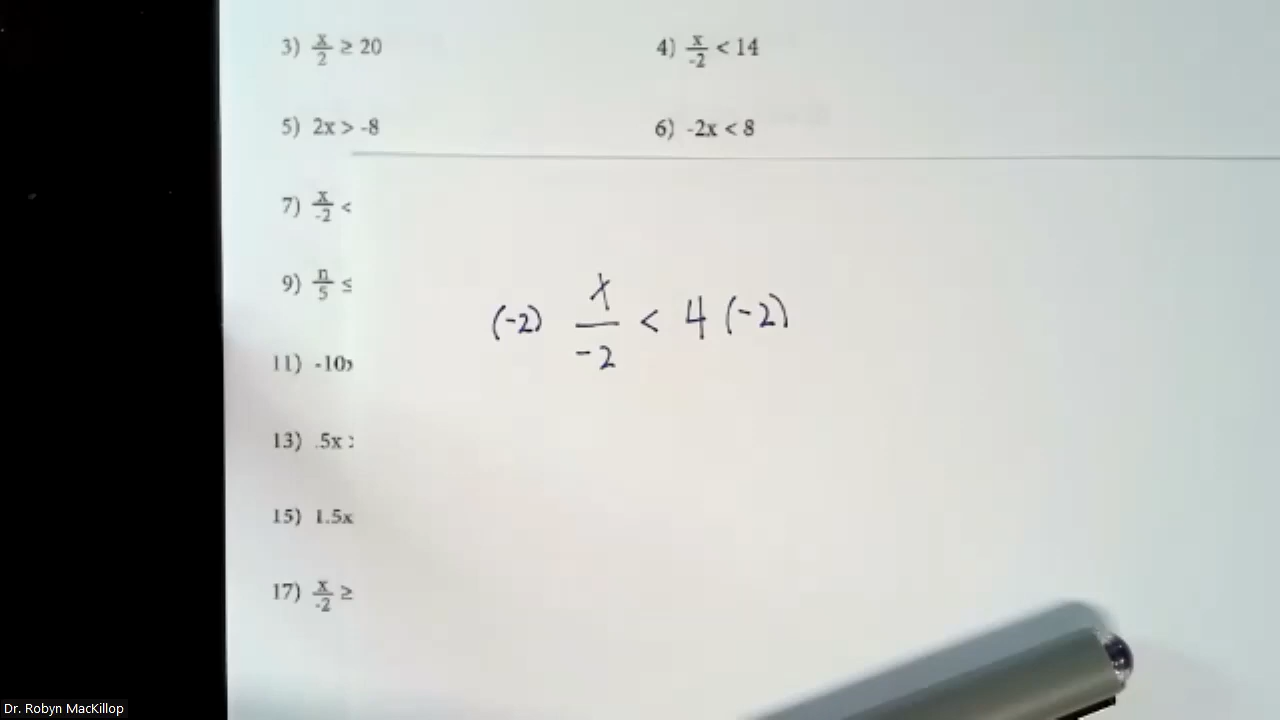 3) x/2 ≥ 20
4) x/-2 < 14
5) 2x > -8
6) -2x < 8
7) x/-2 <
9) n/5 ≤
(-2) x/-2 < 4 (-2)
11) -10x
13) .5x
15) 1.5x
17) x/-2 ≥
Dr. Robyn MacKillop